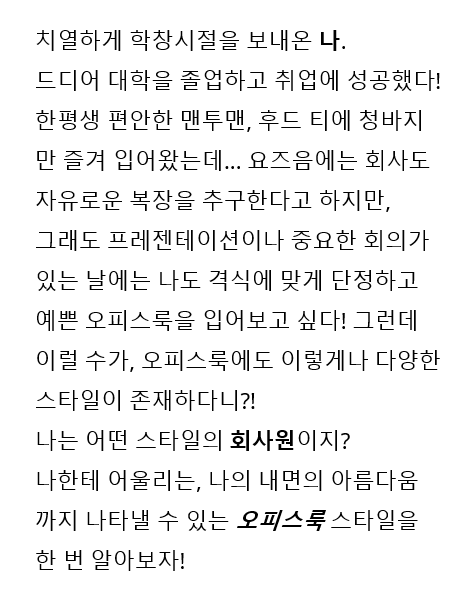 치열하게 학창시절을 보내온 나.
드디어 대학을 졸업하고 취업에 성공했다!
한평생 편안한 맨투맨, 후드 티에 청바지
만 즐겨 입어왔는데... 요즈음에는 회사도
자유로운 복장을 추구한다고 하지만,
그래도 프레젠테이션이나 중요한 회의가
있는 날에는 나도 격식에 맞게 단정하고
예쁜 오피스룩을 입어보고 싶다! 그런데
이럴 수가, 오피스룩에도 이렇게나 다양한
스타일이 존재하다니?!
나는 어떤 스타일의 회사원이지?
나한테 어울리는, 나의 내면의 아름다움
까지 나타낼 수 있는 오피스룩 스타일을
한 번 알아보자!